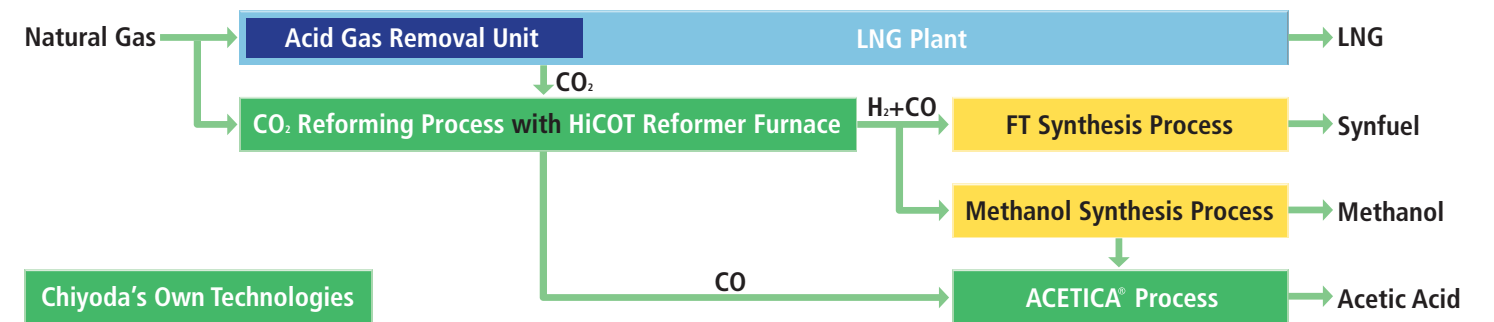 Natural Gas
Acid Gas Removal Unit
LNG Plant
LNG
CO₂
CO₂ Reforming Process with HiCOT Reformer Furnace
H₂+CO
FT Synthesis Process
Synfuel
Methanol Synthesis Process
Methanol
Chiyoda's Own Technologies
CO
ACETICA® Process
Acetic Acid